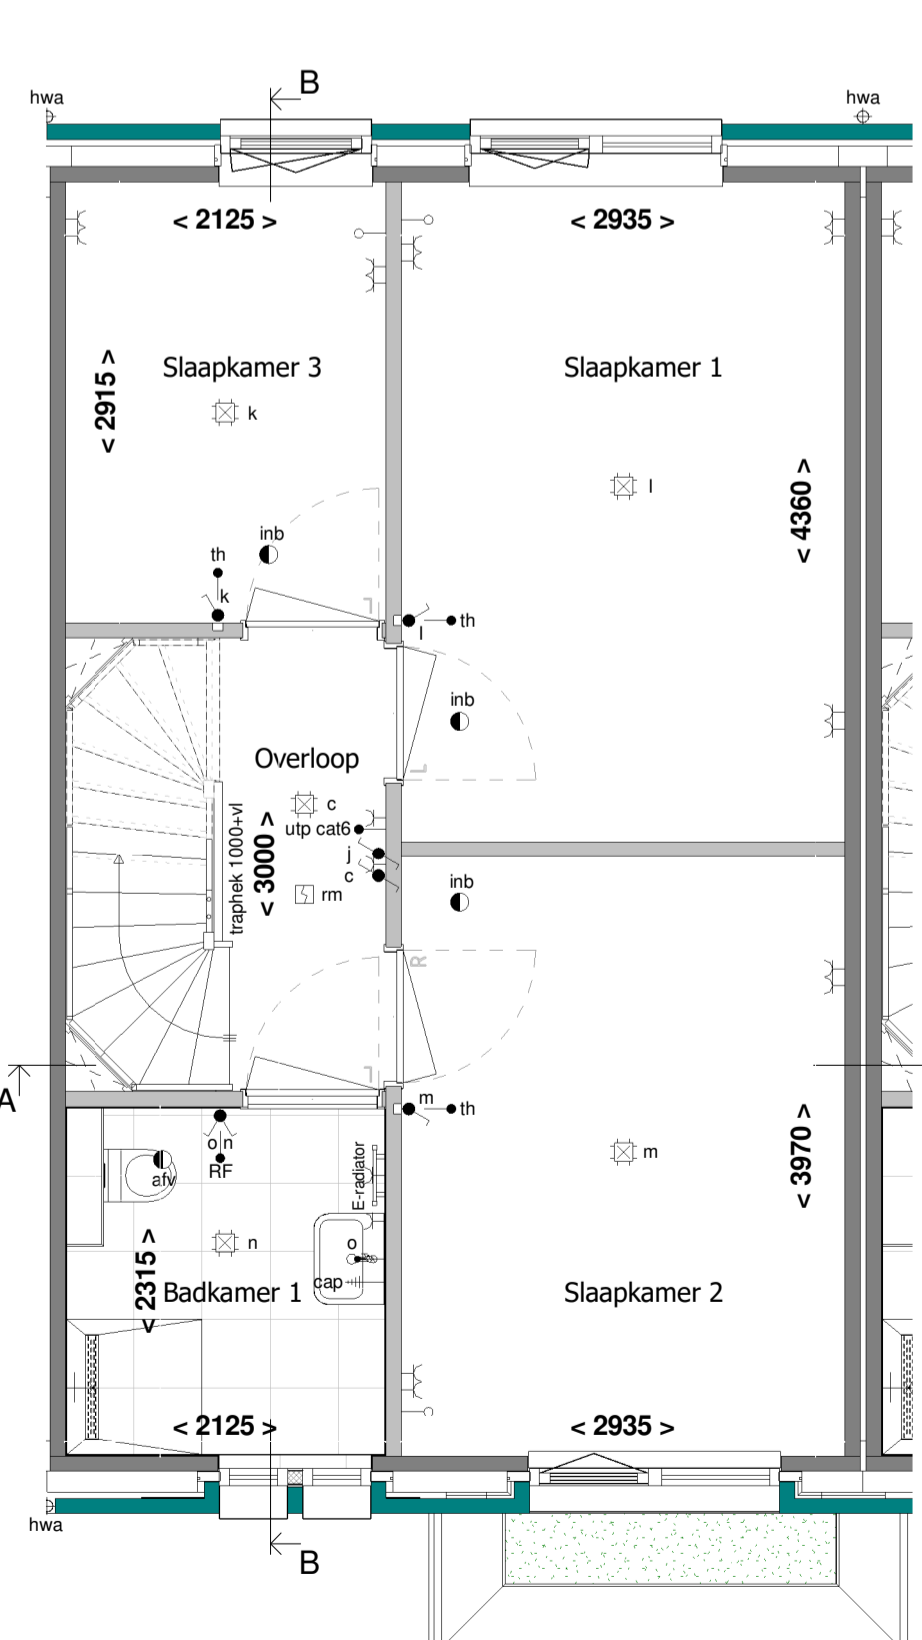 B
hwa
hwa
< 2125 >
< 2935 >
Slaapkamer 3
Slaapkamer 1
< 2915 >
k
l
< 4360 >
inb
th
k
th
l
inb
Overloop
c
utp cat6
j
c
traphek 1000+vl
< 3000 >
rm
inb
L
R
A
m
th
o n
RF
afv
E-radiator
m
< 3970 >
n
o
< 2315 >
cap
Badkamer 1
Slaapkamer 2
< 2125 >
< 2935 >
hwa
B